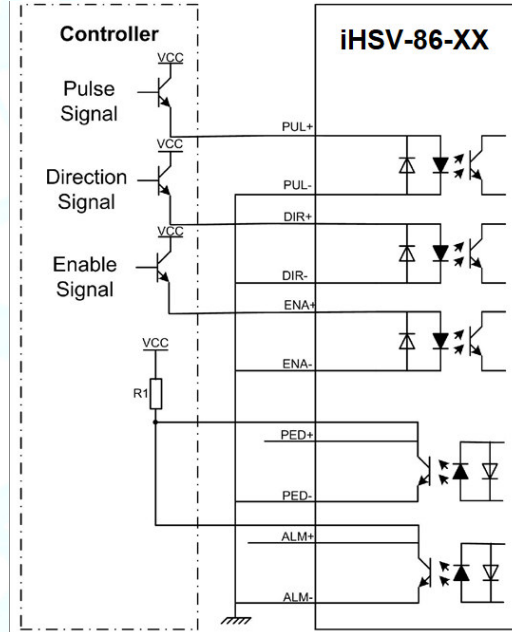 Controller
iHSV-86-XX
VCC
Pulse
Signal
PUL+
VCC
PUL-
Direction
Signal
DIR+
VCC
Enable
Signal
DIR-
ENA+
VCC
ENA-
R1
PED+
PED-
ALM+
ALM-